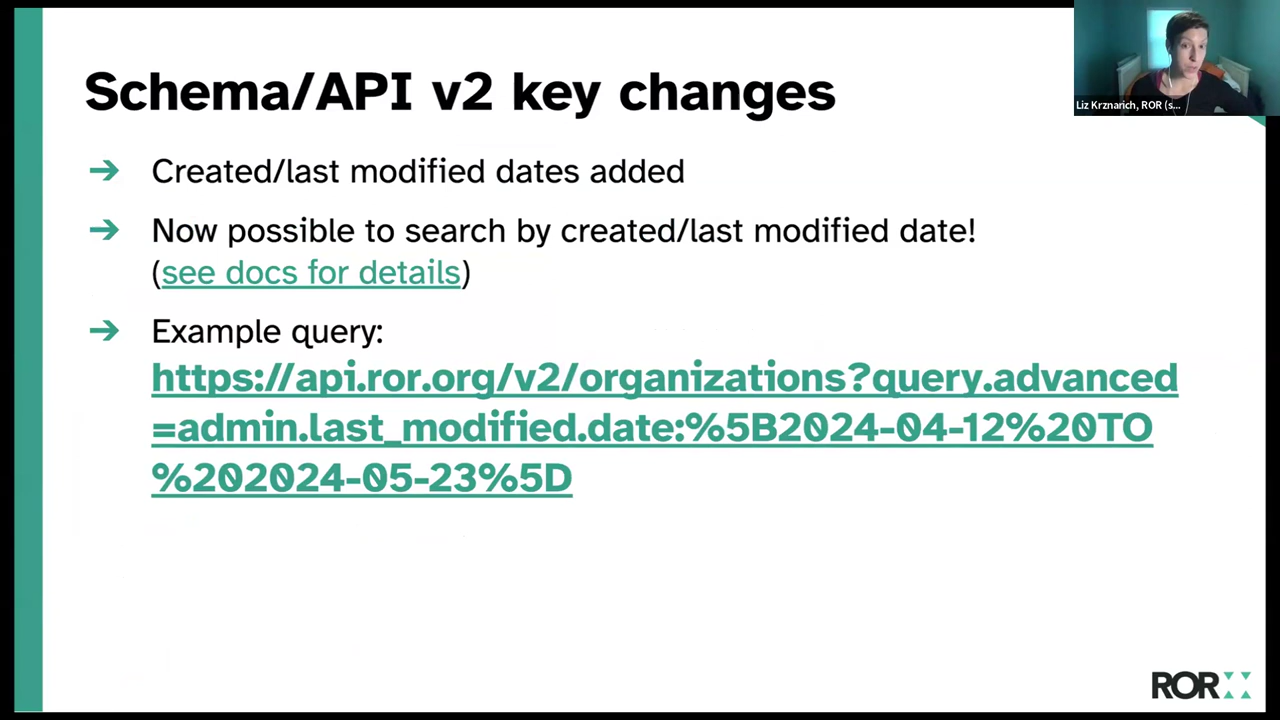 Schema/API v2 key changes
➔ Created/last modified dates added
➔ Now possible to search by created/last modified date!
(see docs for details)
➔ Example query:
https://api.ror.org/v2/organizations?query.advanced
=admin.last_modified.date:%5B2024-04-12%20TO
%202024-05-23%5D
Liz Krznarich, ROR (s...
ROR